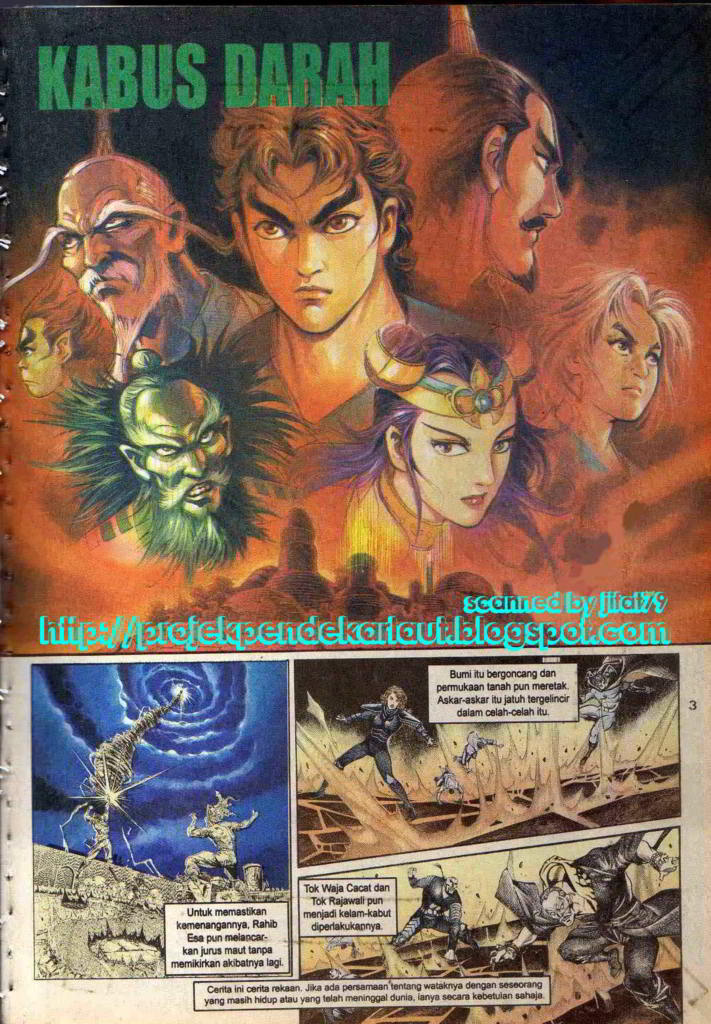 KABUS DARAH
scanned by jifai79
http://projekpendekarlaut.blogspot.com
Bumi itu bergoncang dan
permukaan tanah pun meretak.
Askar-askar itu jatuh tergelincir
dalam celah-celah itu.
3
Untuk memastikan
kemenangannya, Rahib
Esa pun melancar-
kan jurus maut tanpa
memikirkan akibatnya lagi.
Tok Waja Cacat dan
Tok Rajawali pun
menjadi kelam-kabut
diperlakukapnya.
Cerita ini cerita rekaan. Jika ada persamaan tentang wataknya dengan seseorang
yang masih hidup atau yang telah meninggal dunia, ianya secara kebetulan sahaja.